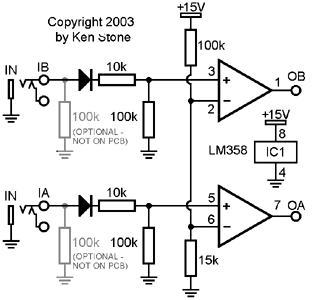 Copyright 2003
by Ken Stone
+15V
100k
IN
IB
10k
3
+
1
OB
-
2
100k
(OPTIONAL -
NOT ON PCB)
100k
+15V
8
LM358
IC1
4
IN
IA
10k
5
+
7
OA
-
6
100k
(OPTIONAL -
NOT ON PCB)
100k
15k